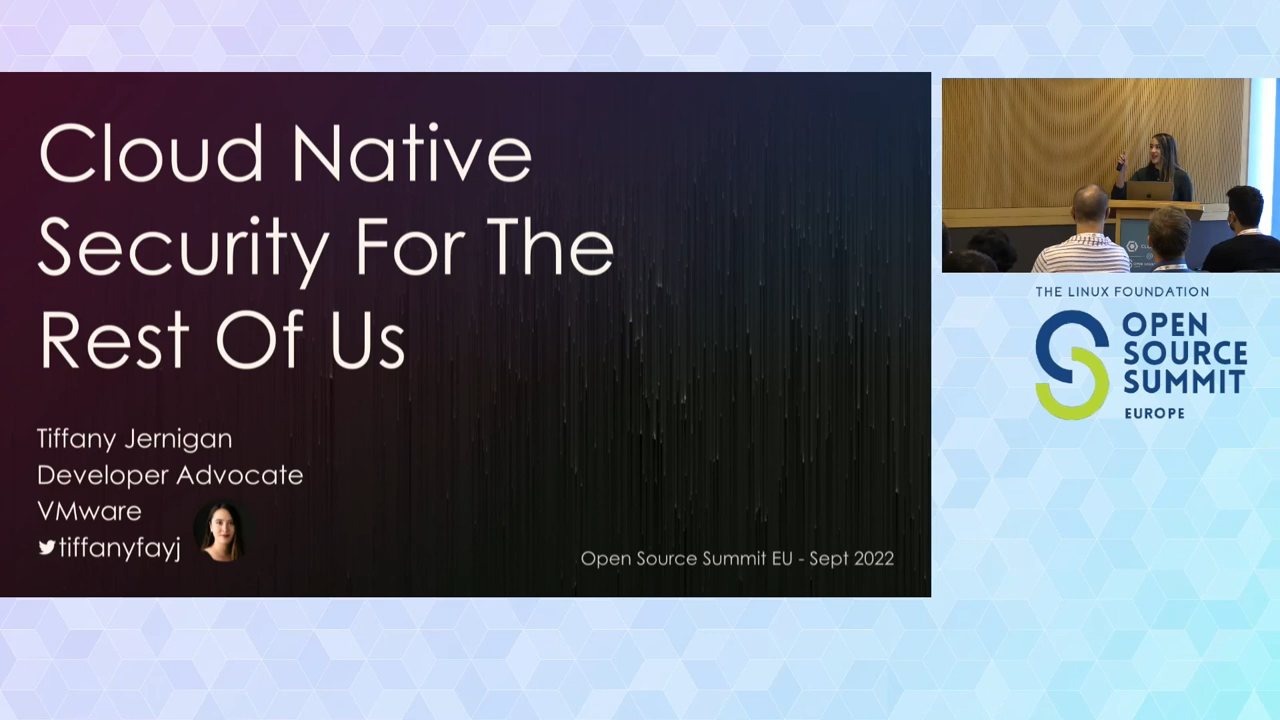 Cloud Native
Security For The
Rest Of Us
Tiffany Jernigan
Developer Advocate
VMware
tiffanyfayj
Open Source Summit EU - Sept 2022
THE LINUX FOUNDATION
OPEN
SOURCE
SUMMIT
EUROPE